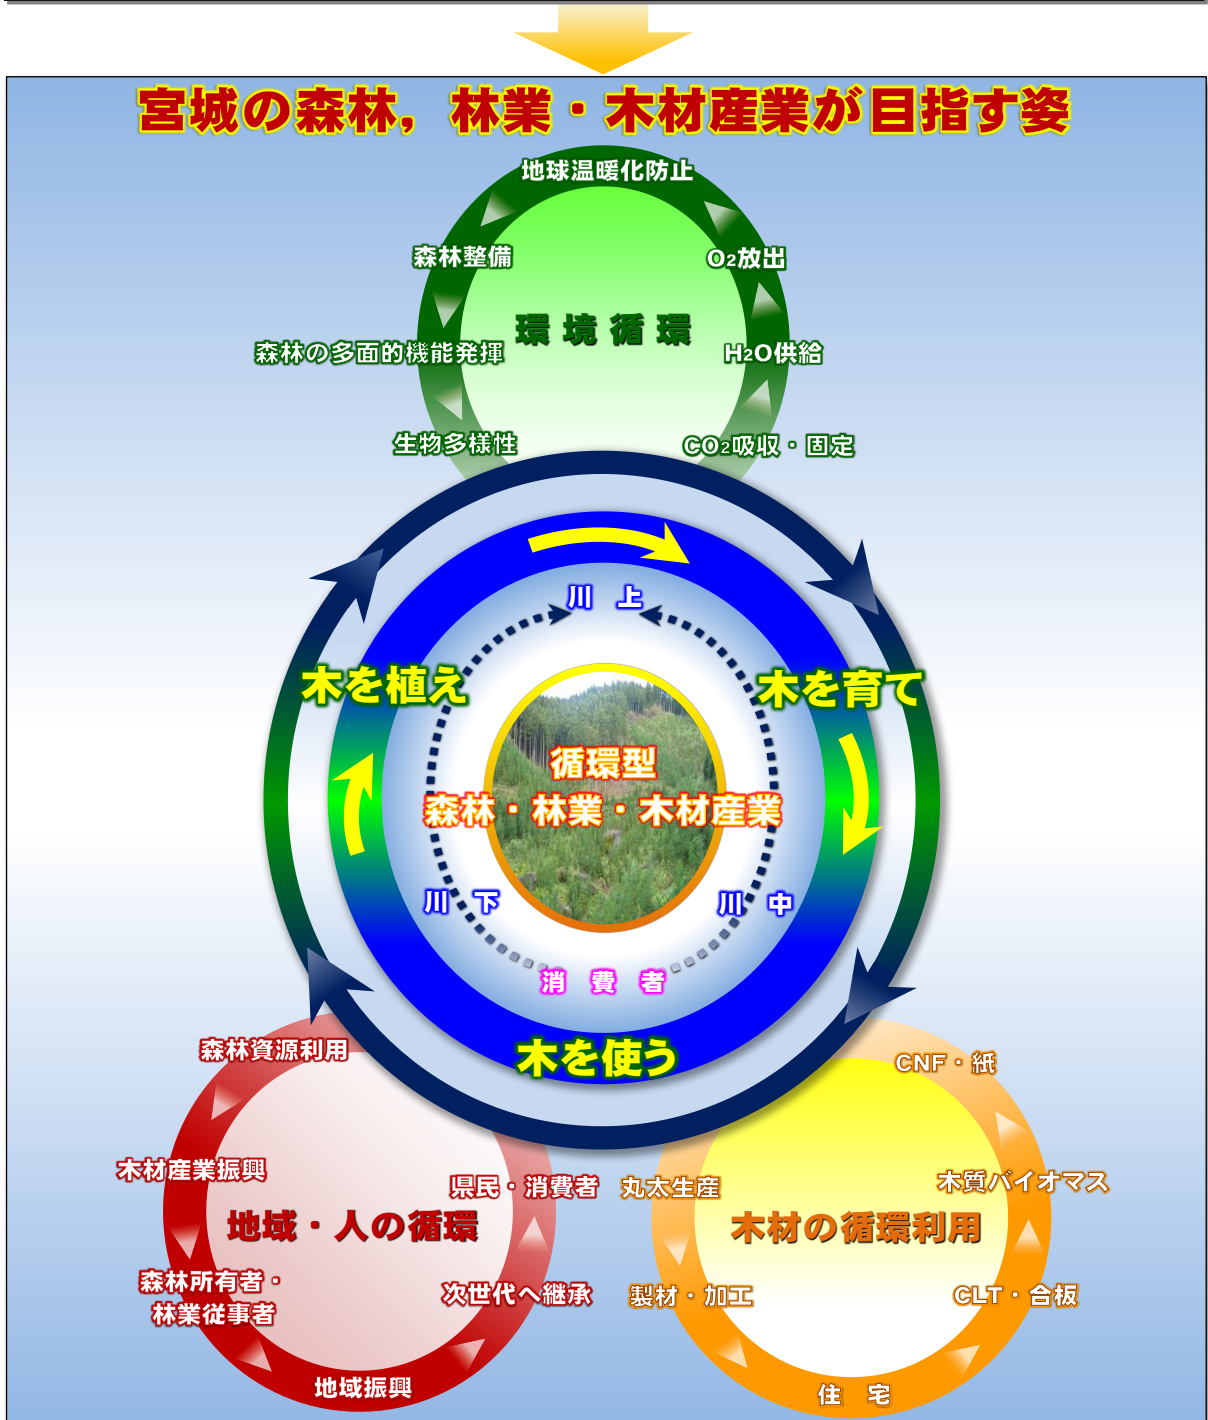 宮城の森林，林業・木材産業が目指す姿
地球温暖化防止
森林整備
O2放出
環境循環
森林の多面的機能発揮
H2O供給
生物多様性
CO2吸収・固定
川　上
木を植え
木を育て
循環型
森林・林業・木材産業
川　下
川　中
消　費　者
木を使う
森林資源利用
木材産業振興
県民・消費者
地域・人の循環
森林所有者・
林業従事者
次世代へ継承
地域振興
CNF・紙
丸太生産
木質バイオマス
木材の循環利用
製材・加工
CLT・合板
住　宅